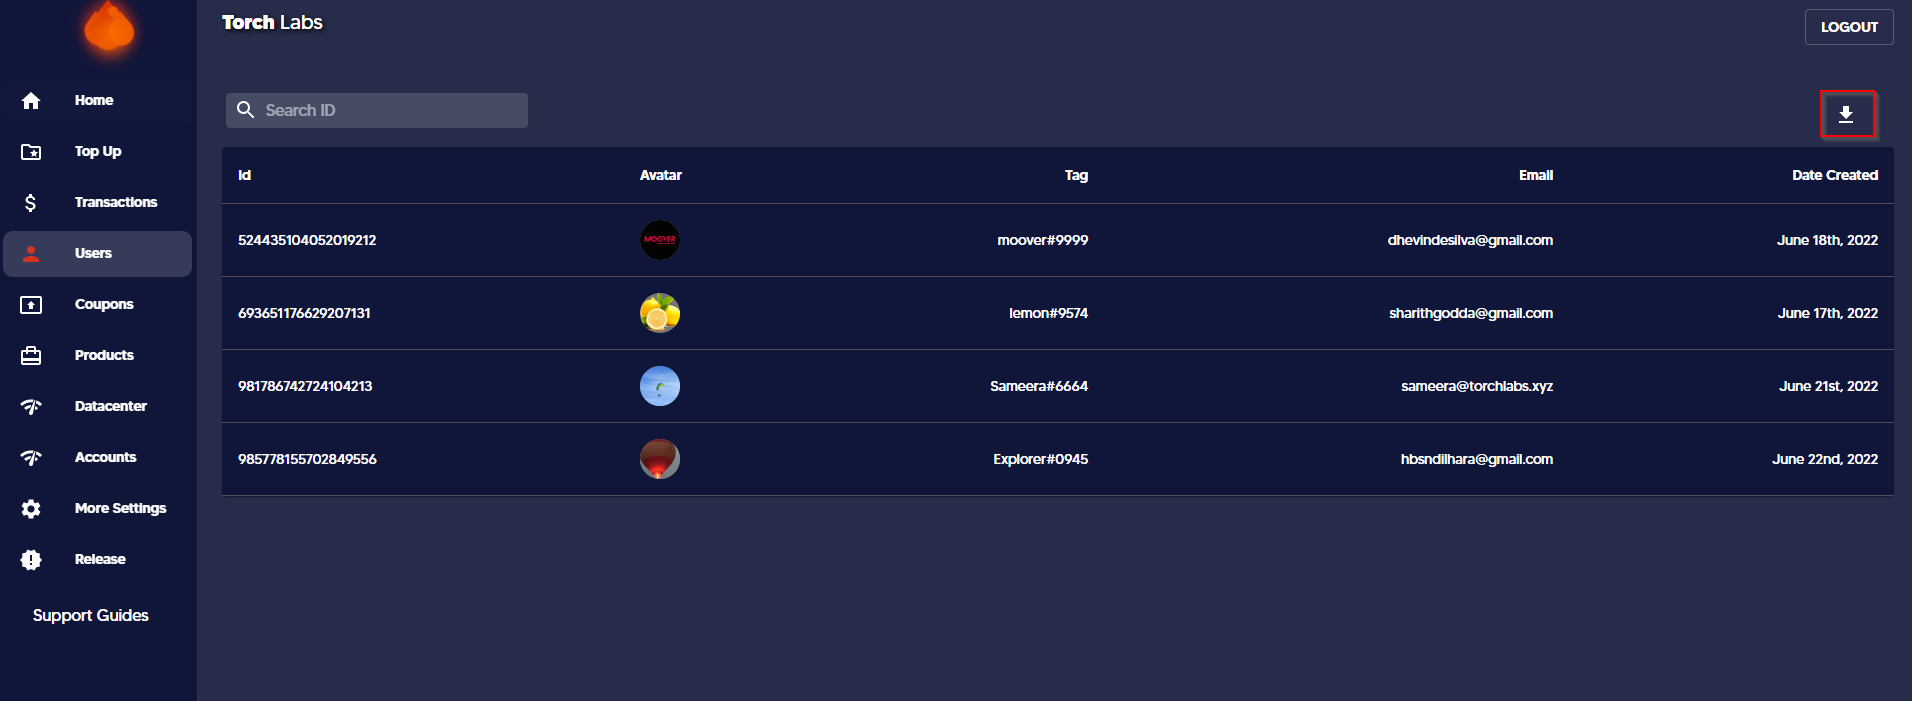 Torch Labs
LOGOUT
Home
Top Up
Transactions
Users
Coupons
Products
Datacenter
Accounts
More Settings
Release
Support Guides
Search ID
Id Avatar Tag Email Date Created
524435104052019212 MOOVER moover#9999 dhevindesilva@gmail.com June 18th, 2022
693651176629207131 lemon#9574 sharithgodda@gmail.com June 17th, 2022
981786742724104213 Sameera#6664 sameera@torchlabs.xyz June 21st, 2022
985778155702849556 Explorer#0945 hbsndilhara@gmail.com June 22nd, 2022